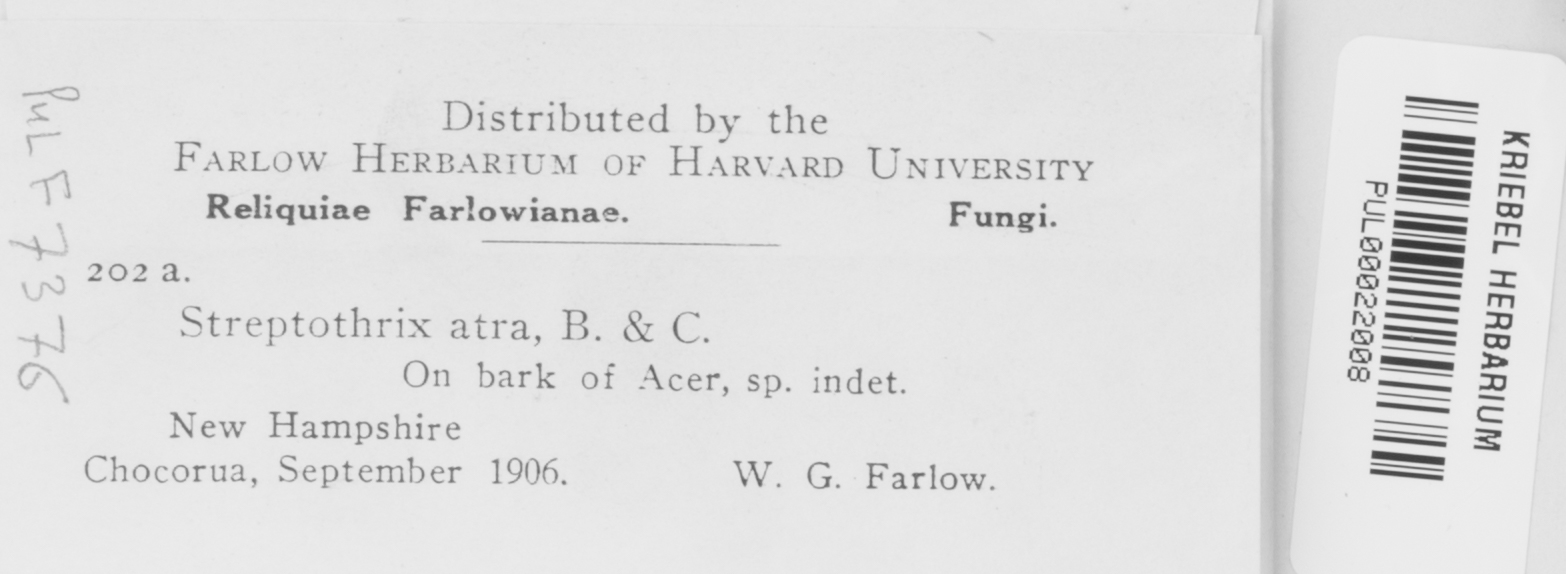 PUL F 7376
Distributed by the
FARLOW HERBARIUM OF HARVARD UNIVERSITY
Reliquiae Farlowianae. Fungi.
202 a.
Streptothrix atra, B. & C.
On bark of Acer, sp. indet.
New Hampshire
Chocorua, September 1906. W. G. Farlow.
KRIEBEL HERBARIUM
PUL00022008